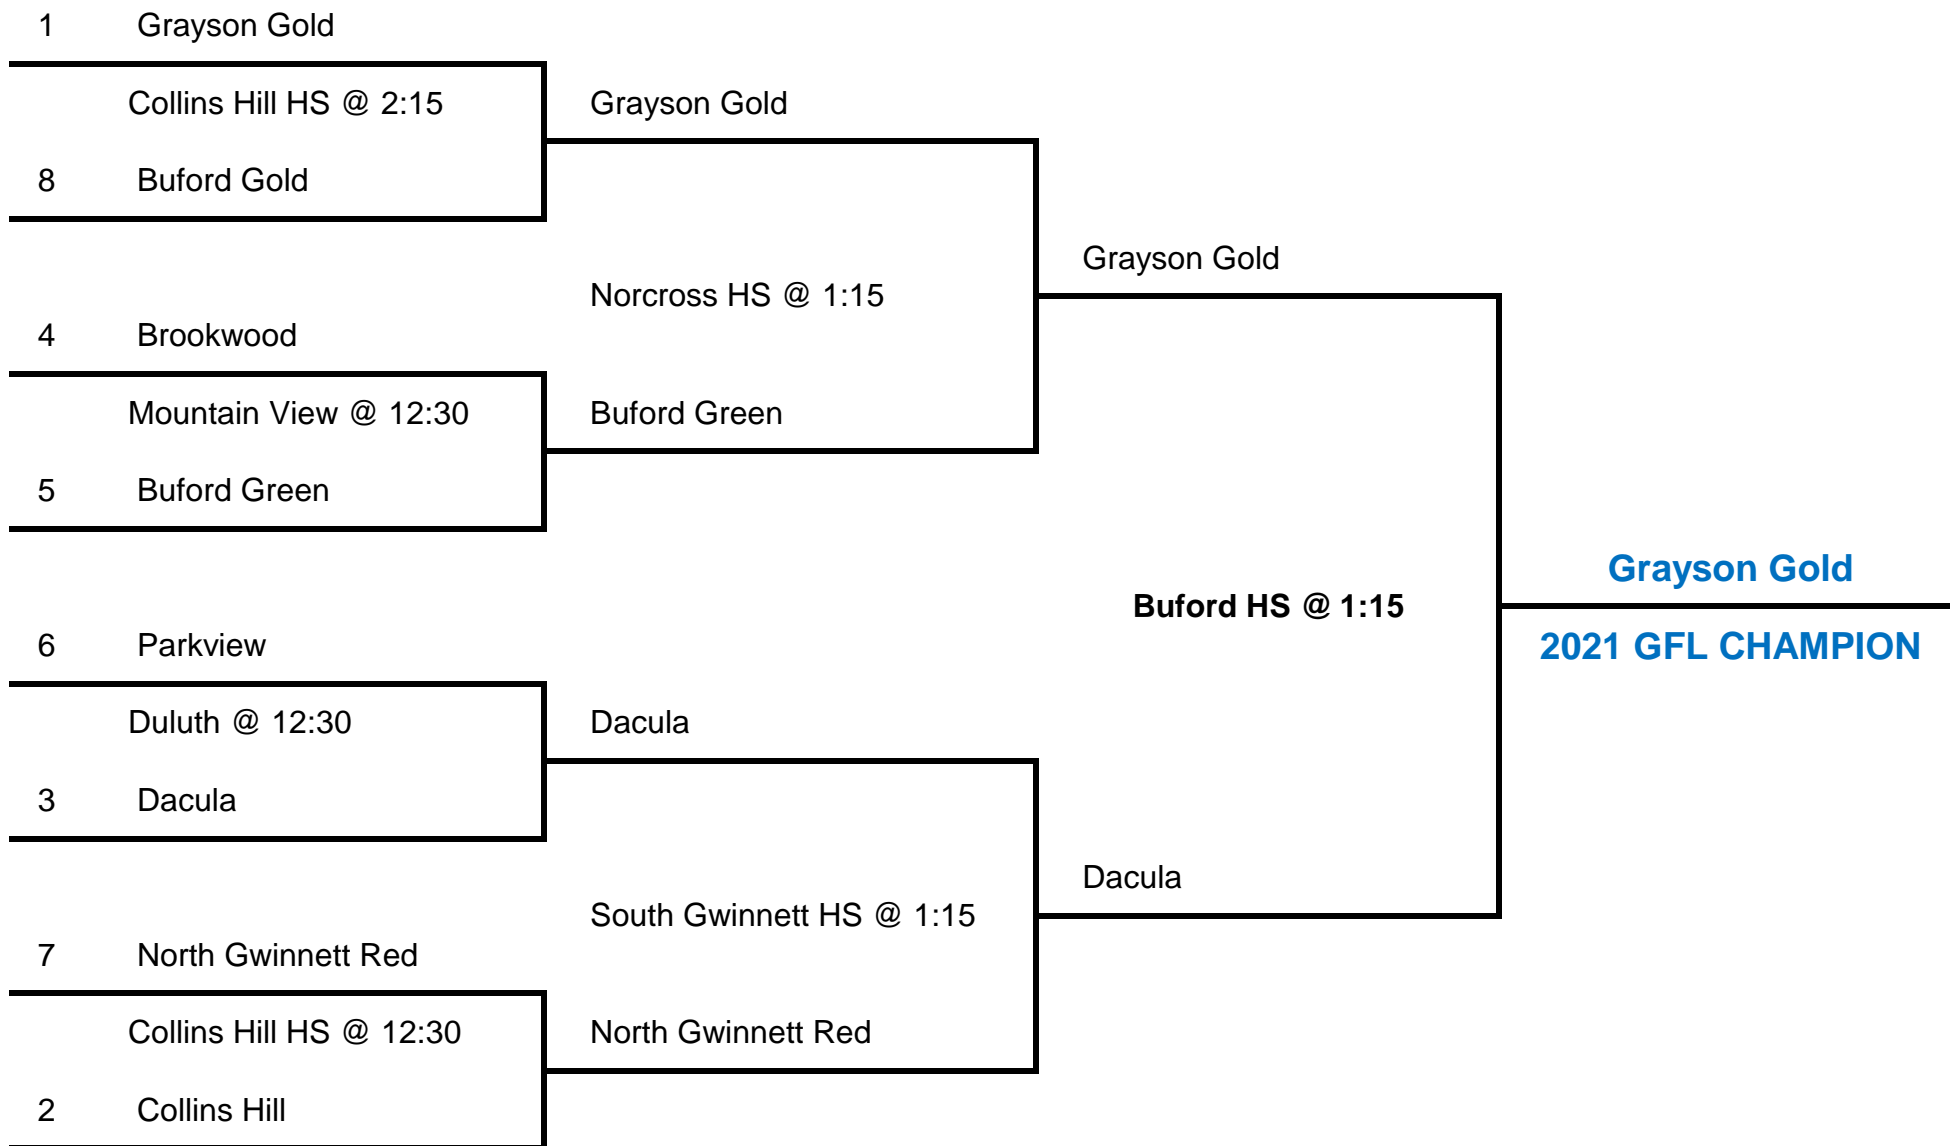 1 Grayson Gold
Collins Hill HS @ 2:15
Grayson Gold
8 Buford Gold
Grayson Gold
Norcross HS @ 1:15
4 Brookwood
Mountain View @ 12:30
Buford Green
5 Buford Green
Grayson Gold
Buford HS @ 1:15
2021 GFL CHAMPION
6 Parkview
Duluth @ 12:30
Dacula
3 Dacula
Dacula
South Gwinnett HS @ 1:15
7 North Gwinnett Red
Collins Hill HS @ 12:30
North Gwinnett Red
2 Collins Hill